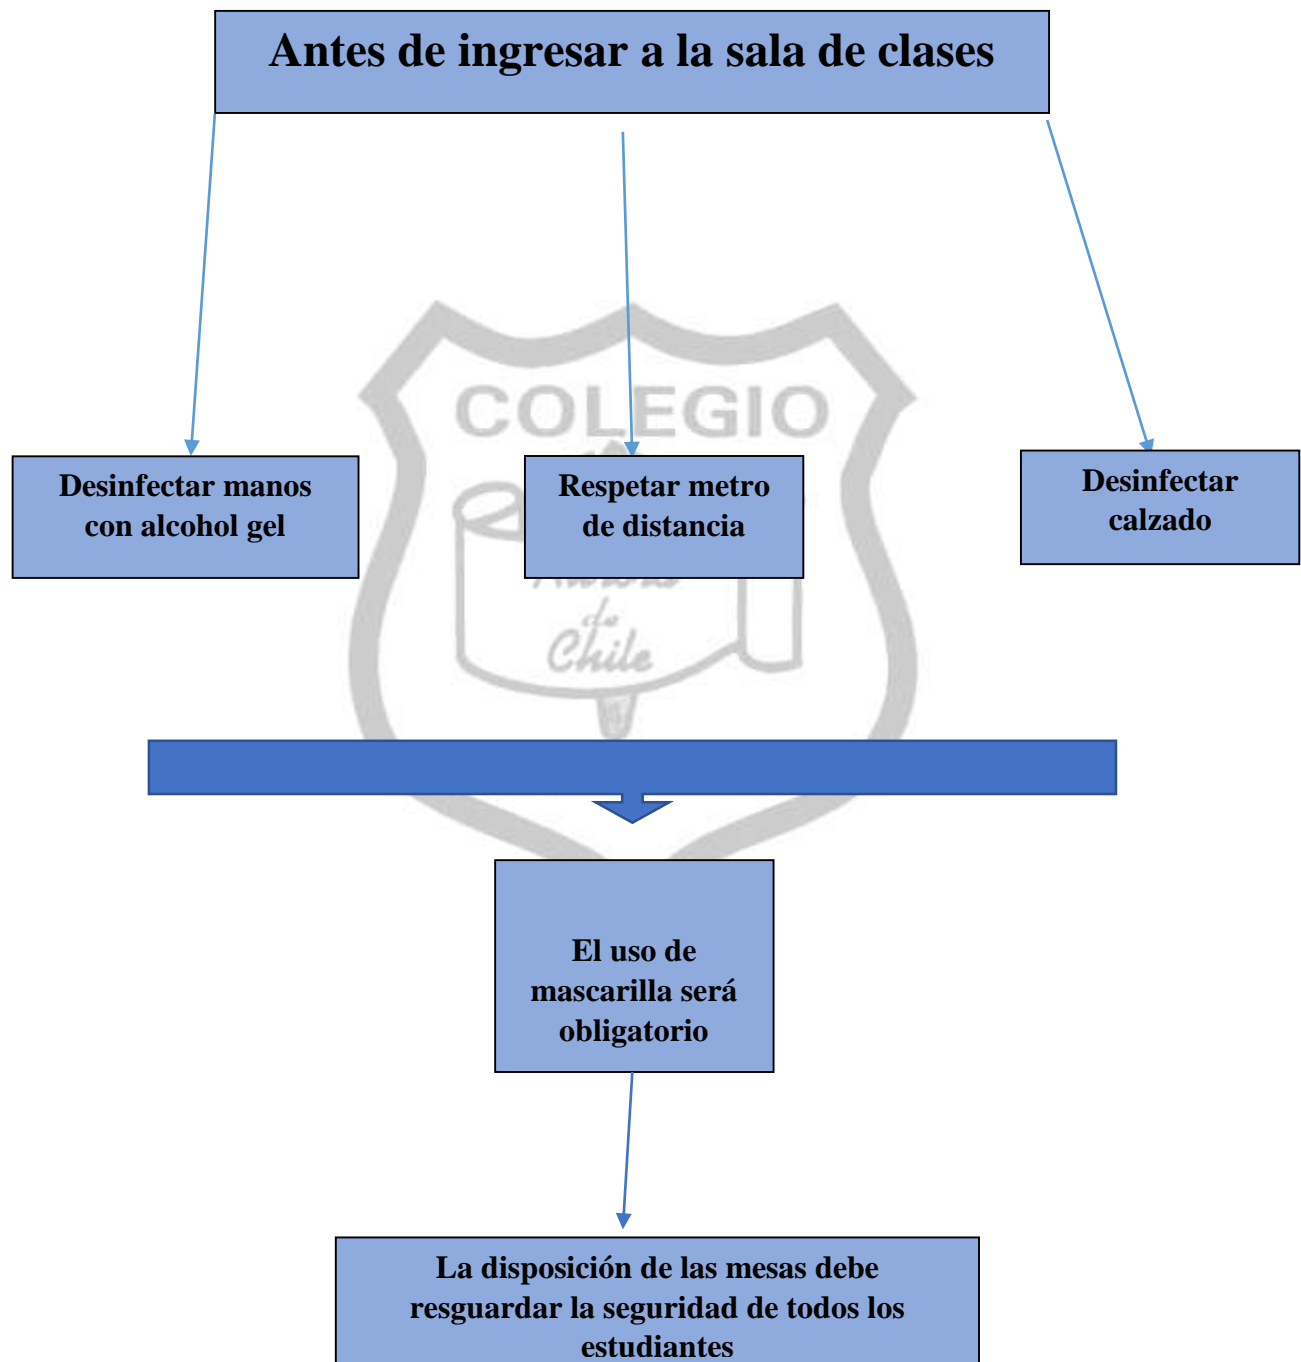 Antes de ingresar a la sala de clases
COLEGIO
Desinfectar manos
con alcohol gel
Respetar metro
de distancia
Desinfectar
calzado
de
Chile
El uso de
mascarilla será
obligatorio
La disposición de las mesas debe
resguardar la seguridad de todos los
estudiantes